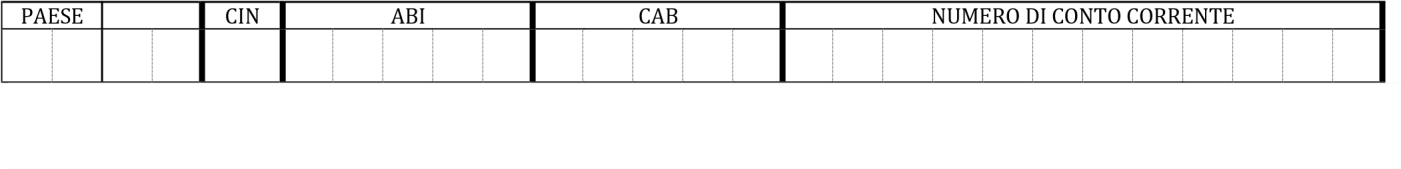 PAESE CIN ABI CAB NUMERO DI CONTO CORRENTE